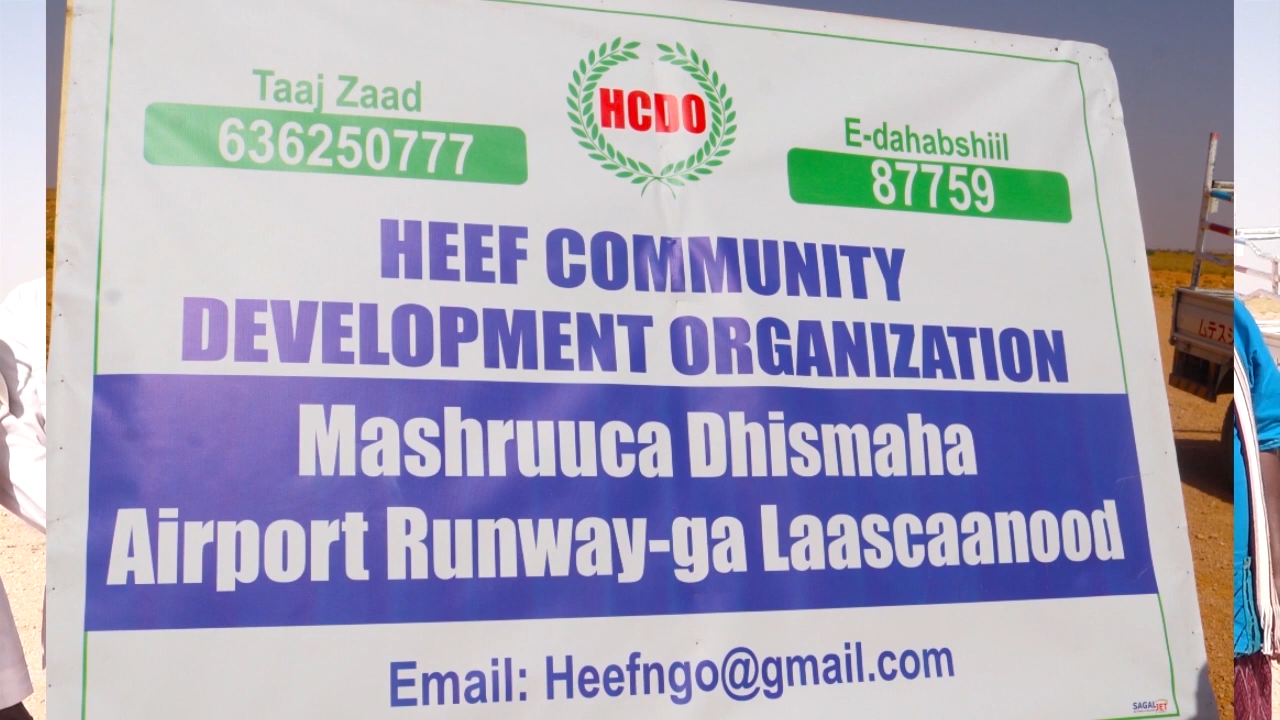 Taaj Zaad
636250777
HCDO
E-dahabshiil
87759
HEEF COMMUNITY
DEVELOPMENT ORGANIZATION
Mashruuca Dhismaha
Airport Runway-ga Laascaanood
Email: Heefngo@gmail.com
SAGALJET